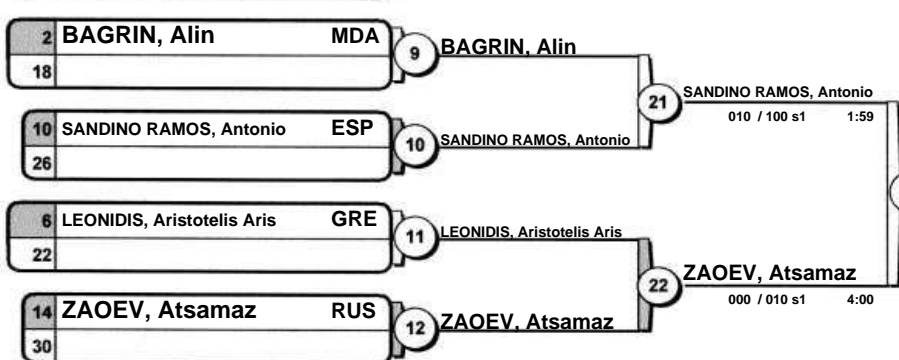 2 BAGRIN, Alin MDA
18
9 BAGRIN, Alin
10 SANDINO RAMOS, Antonio ESP
26
10 SANDINO RAMOS, Antonio
21 SANDINO RAMOS, Antonio
010 / 100 s1 1:59
6 LEONIDIS, Aristotelis Aris GRE
22
11 LEONIDIS, Aristotelis Aris
14 ZAOEV, Atsamaz RUS
30
12 ZAOEV, Atsamaz
22 ZAOEV, Atsamaz
000 / 010 s1 4:00